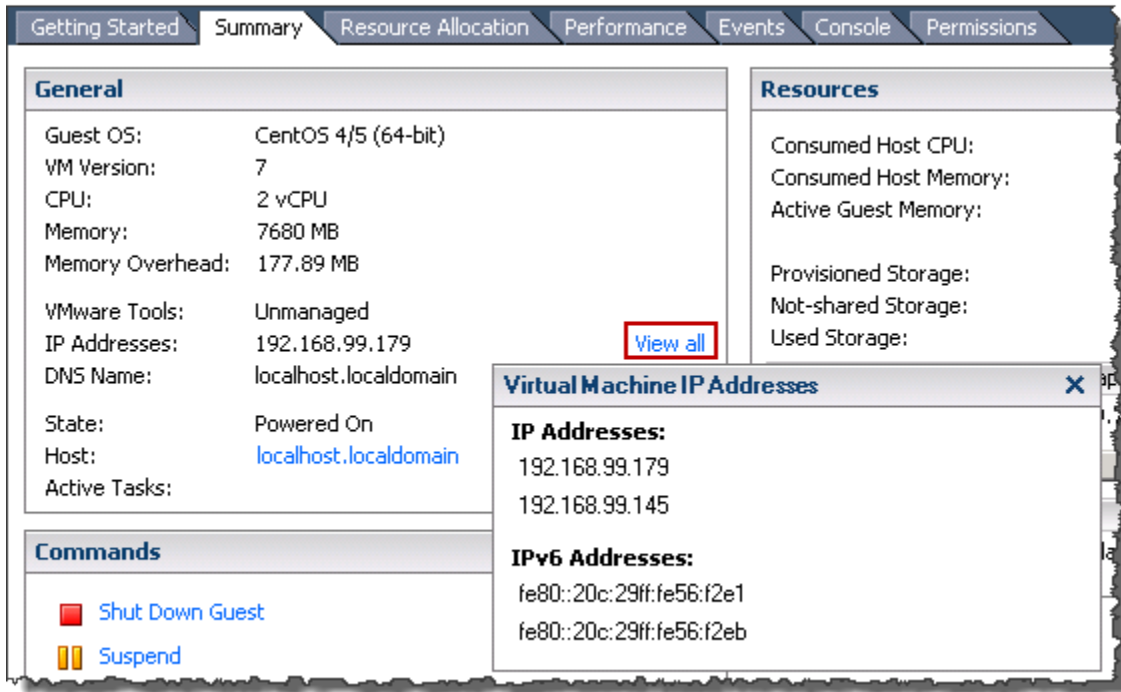 Getting Started Summary Resource Allocation Performance Events Console Permissions
General
Guest OS: CentOS 4/5 (64-bit)
VM Version: 7
CPU: 2 vCPU
Memory: 7680 MB
Memory Overhead: 177.89 MB
VMware Tools: Unmanaged
IP Addresses: 192.168.99.179 View all
DNS Name: localhost.localdomain
State: Powered On
Host: localhost.localdomain
Active Tasks:
Commands
Shut Down Guest
Suspend
Resources
Consumed Host CPU:
Consumed Host Memory:
Active Guest Memory:
Provisioned Storage:
Not-shared Storage:
Used Storage:
Virtual Machine IP Addresses
IP Addresses:
192.168.99.179
192.168.99.145
IPv6 Addresses:
fe80::20c:29ff:fe56:f2e1
fe80::20c:29ff:fe56:f2eb